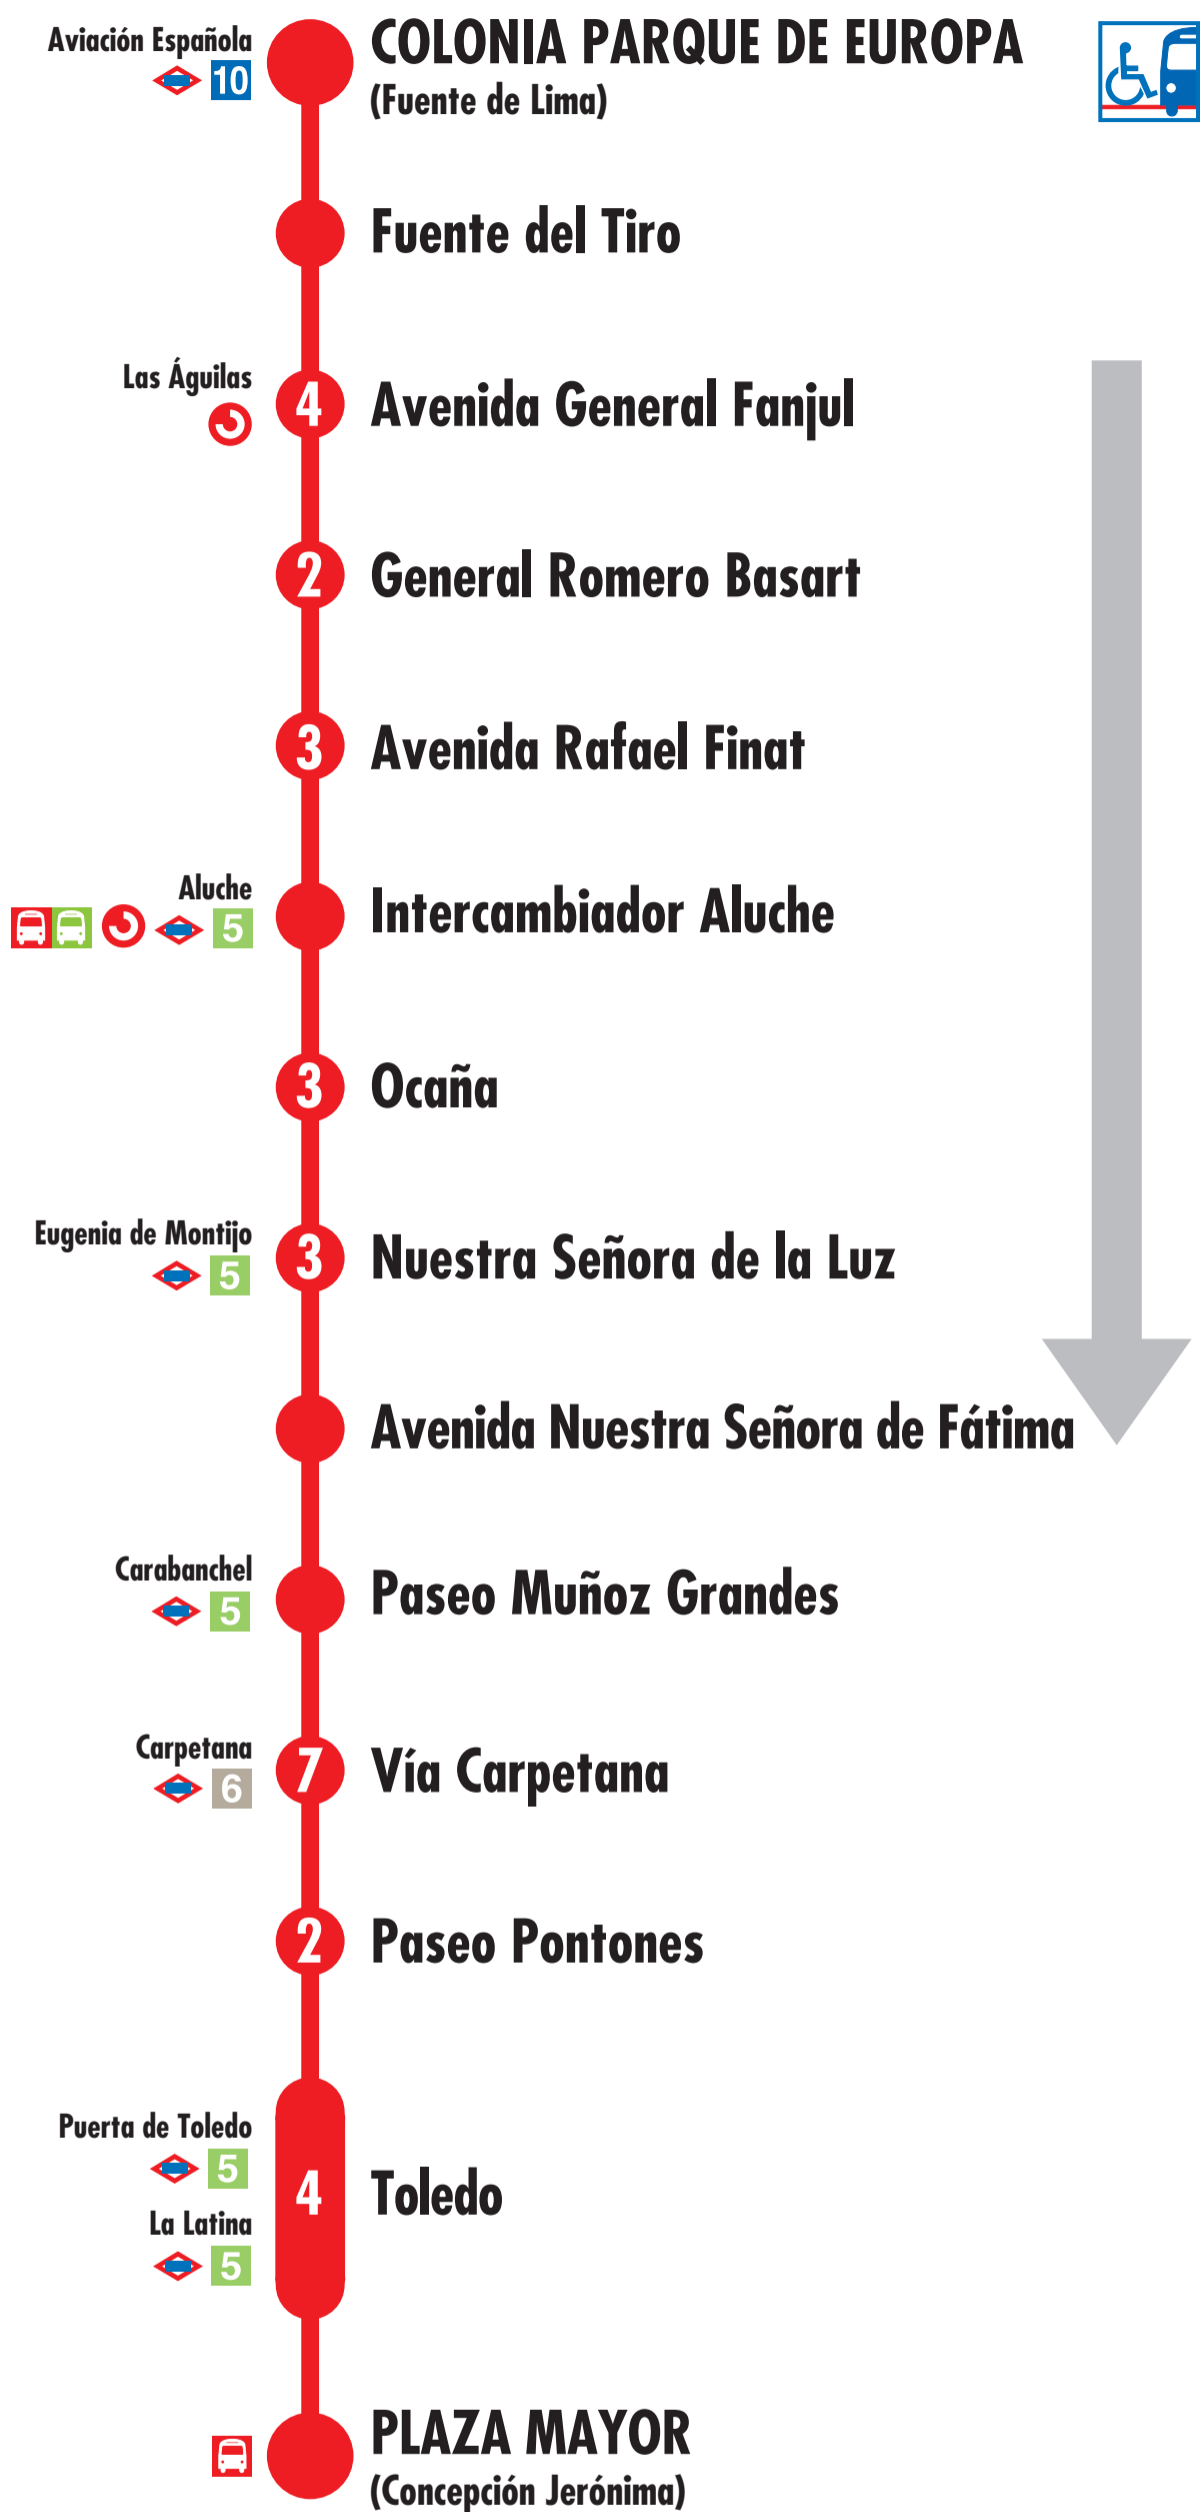 Aviación Española
10
COLONIA PARQUE DE EUROPA
(Fuente de Lima)
Fuente del Tiro
Las Águilas
4
Avenida General Fanjul
2
General Romero Basart
3
Avenida Rafael Finat
Aluche
5
Intercambiador Aluche
3
Ocaña
Eugenia de Montijo
5
3
Nuestra Señora de la Luz
Avenida Nuestra Señora de Fátima
Carabanchel
5
Paseo Muñoz Grandes
Carpetana
6
7
Vía Carpetana
2
Paseo Pontones
Puerta de Toledo
5
La Latina
5
4
Toledo
PLAZA MAYOR
(Concepción Jerónima)